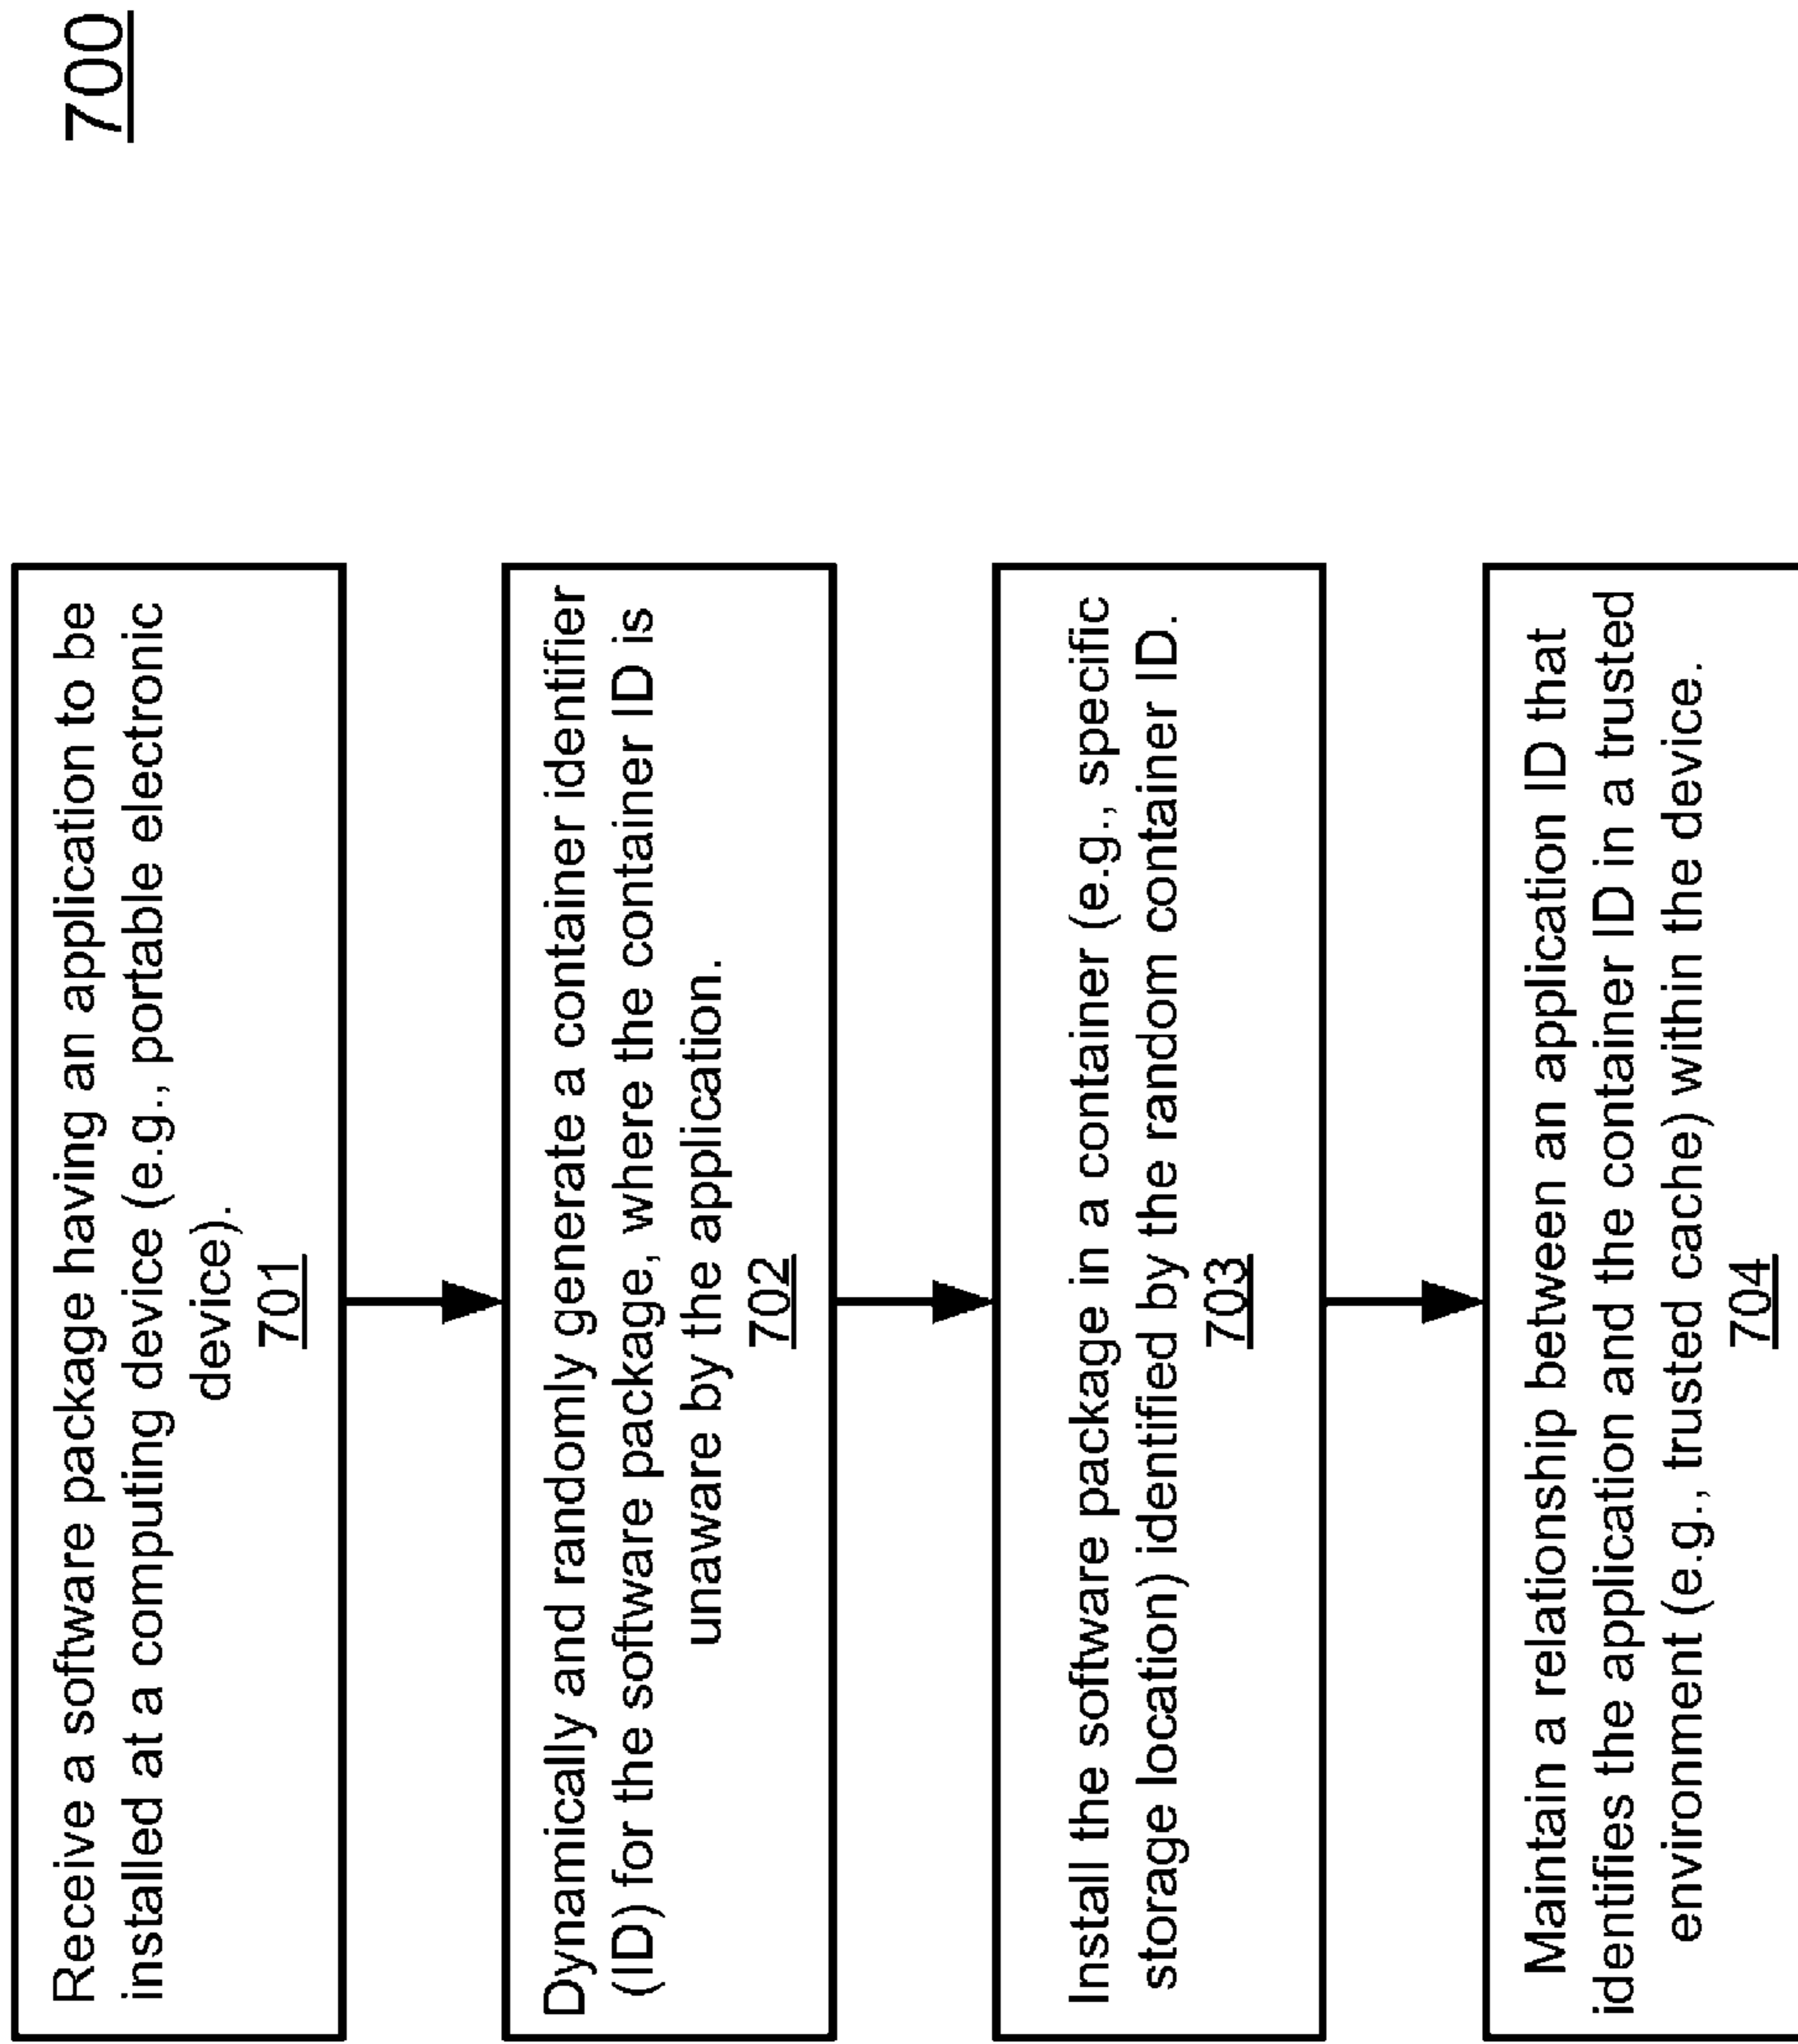 700
Receive a software package having an application to be
installed at a computing device (e.g., portable electronic
device).
701
Dynamically and randomly generate a container identifier
(ID) for the software package, where the container ID is
unaware by the application.
702
Install the software package in a container (e.g., specific
storage location) identified by the random container ID.
703
Maintain a relationship between an application ID that
identifies the application and the container ID in a trusted
environment (e.g., trusted cache) within the device.
704